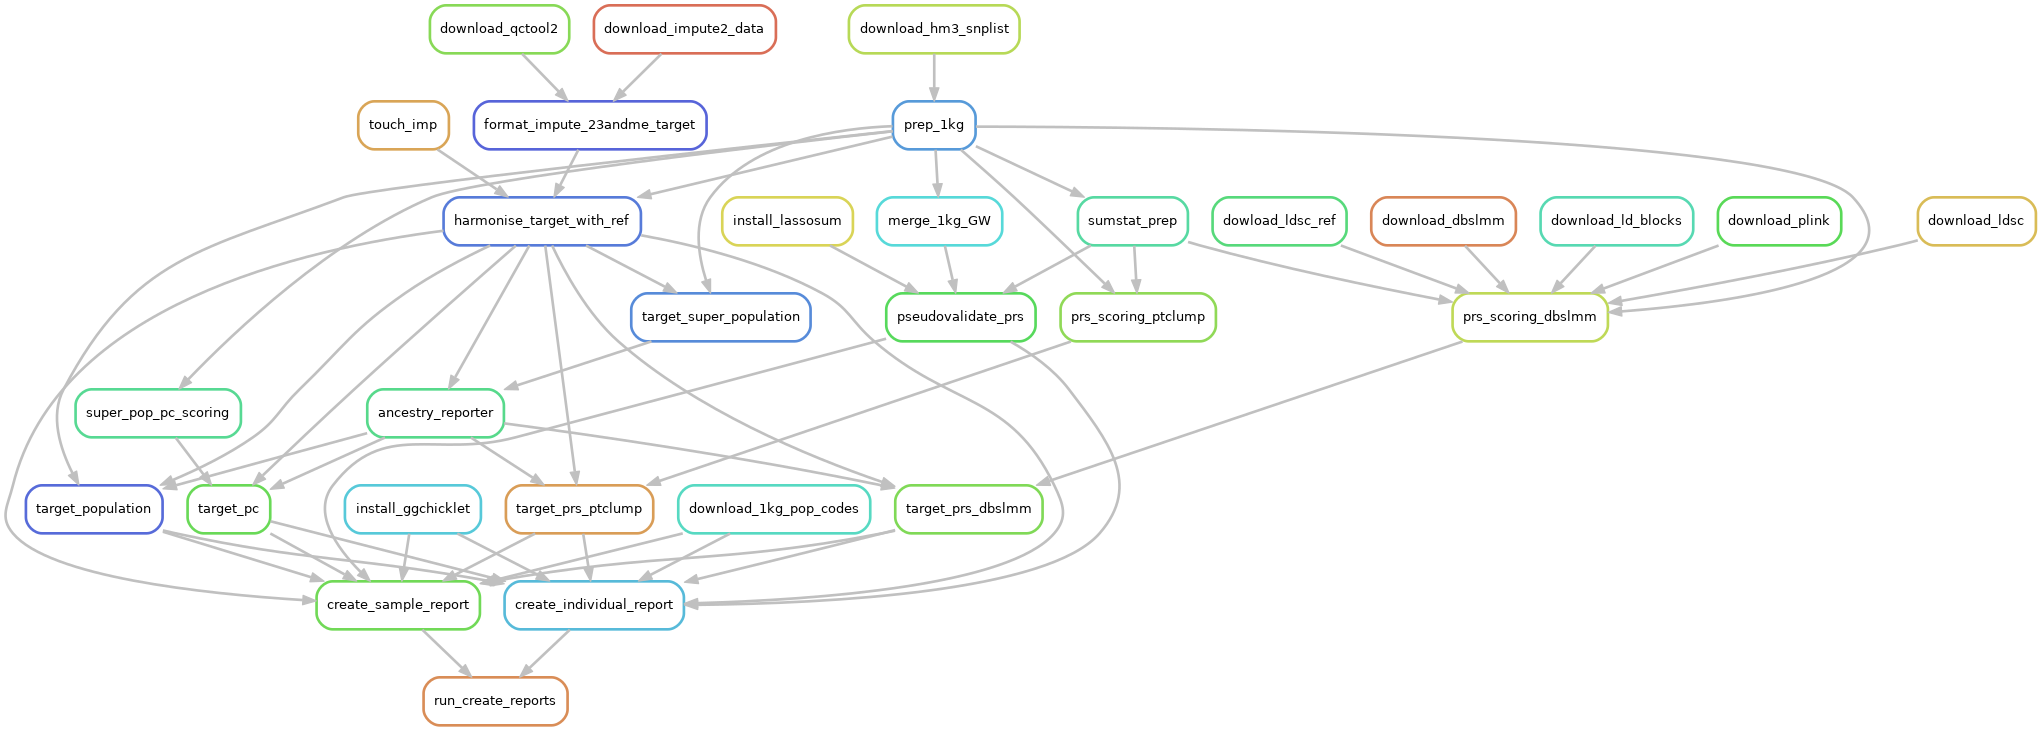 download_qctool2
download_impute2_data
download_hm3_snplist
touch_imp
format_impute_23andme_target
prep_1kg
harmonise_target_with_ref
install_lassosum
merge_1kg_GW
sumstat_prep
dowload_ldsc_ref
download_dbslmm
download_ld_blocks
download_plink
download_ldsc
target_super_population
pseudovalidate_prs
prs_scoring_ptclump
prs_scoring_dbslmm
super_pop_pc_scoring
ancestry_reporter
target_population
target_pc
install_ggchicklet
target_prs_ptclump
download_1kg_pop_codes
target_prs_dbslmm
create_sample_report
create_individual_report
run_create_reports